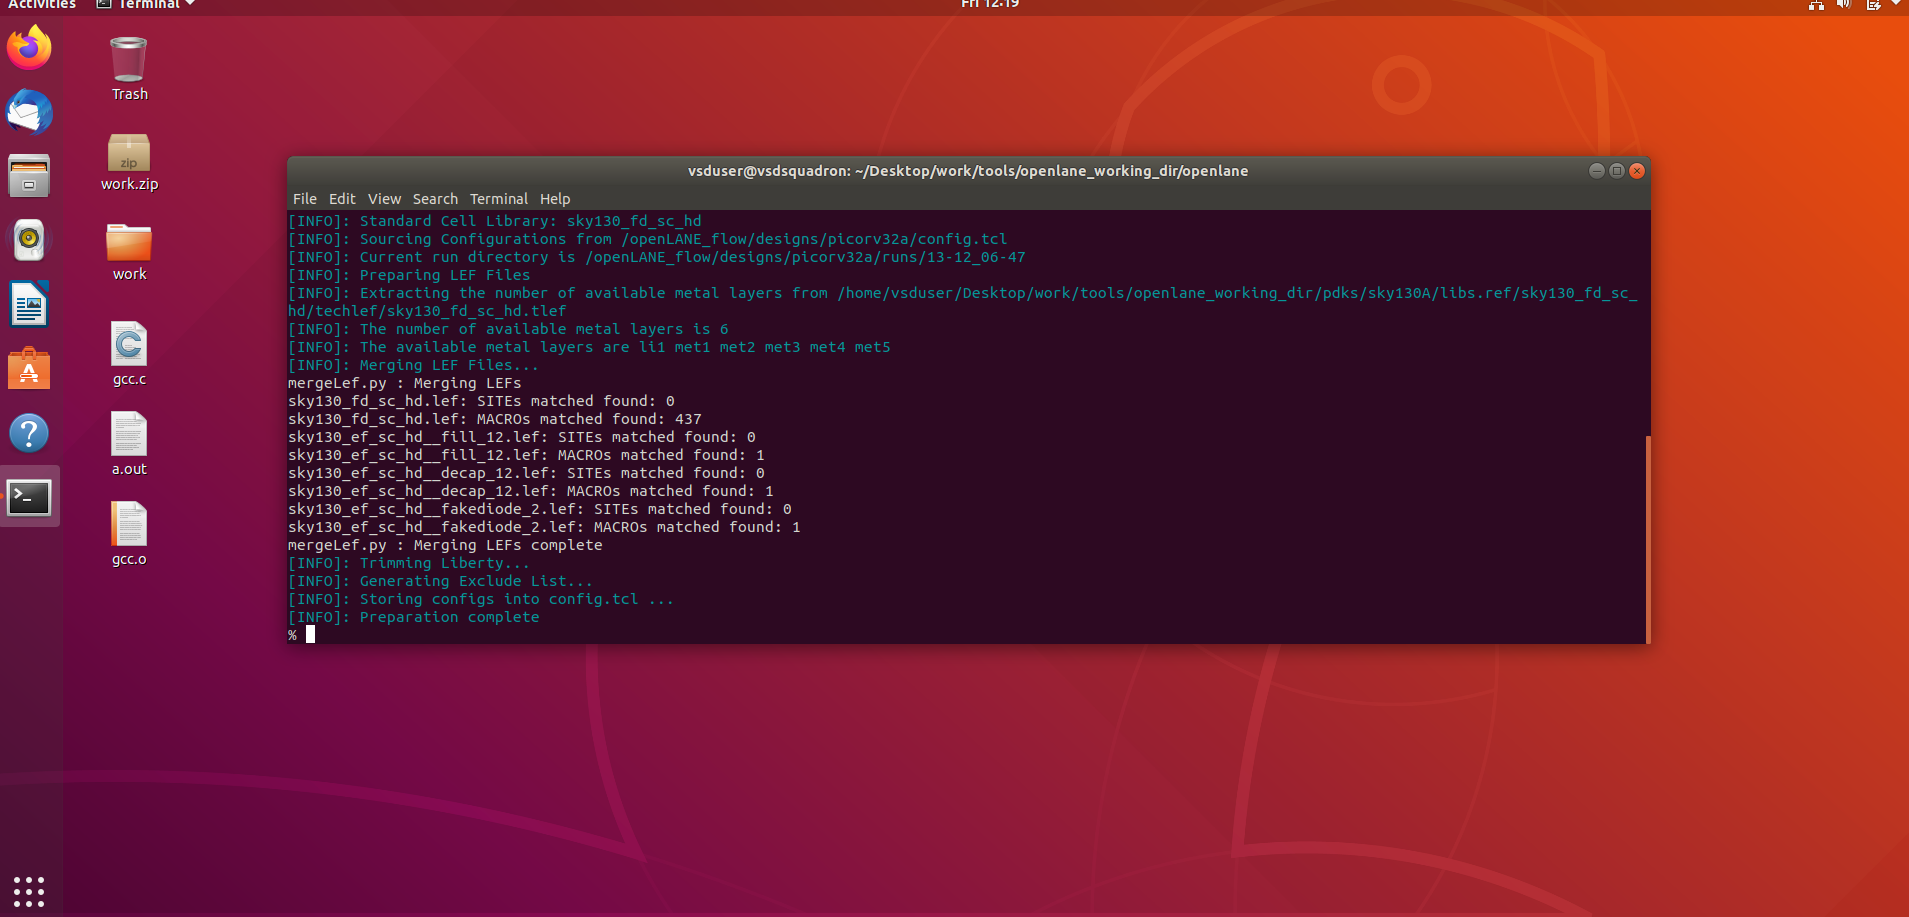 Activities
Terminal
Fri 12:19
Trash
zip
work.zip
work
gcc.c
a.out
gcc.o
vsduser@vsdsquadron: ~/Desktop/work/tools/openlane_working_dir/openlane
File Edit View Search Terminal Help
[INFO]: Standard Cell Library: sky130_fd_sc_hd
[INFO]: Sourcing Configurations from /openLANE_flow/designs/picorv32a/config.tcl
[INFO]: Current run directory is /openLANE_flow/designs/picorv32a/runs/13-12_06-47
[INFO]: Preparing LEF Files
[INFO]: Extracting the number of available metal layers from /home/vsduser/Desktop/work/tools/openlane_working_dir/pdks/sky130A/libs.ref/sky130_fd_sc_
hd/techlef/sky130_fd_sc_hd.tlef
[INFO]: The number of available metal layers is 6
[INFO]: The available metal layers are li1 met1 met2 met3 met4 met5
[INFO]: Merging LEF Files...
mergeLef.py : Merging LEFs
sky130_fd_sc_hd.lef: SITEs matched found: 0
sky130_fd_sc_hd.lef: MACROs matched found: 437
sky130_ef_sc_hd__fill_12.lef: SITEs matched found: 0
sky130_ef_sc_hd__fill_12.lef: MACROs matched found: 1
sky130_ef_sc_hd__decap_12.lef: SITEs matched found: 0
sky130_ef_sc_hd__decap_12.lef: MACROs matched found: 1
sky130_ef_sc_hd__fakediode_2.lef: SITEs matched found: 0
sky130_ef_sc_hd__fakediode_2.lef: MACROs matched found: 1
mergeLef.py : Merging LEFs complete
[INFO]: Trimming Liberty...
[INFO]: Generating Exclude List...
[INFO]: Storing configs into config.tcl ...
[INFO]: Preparation complete
%